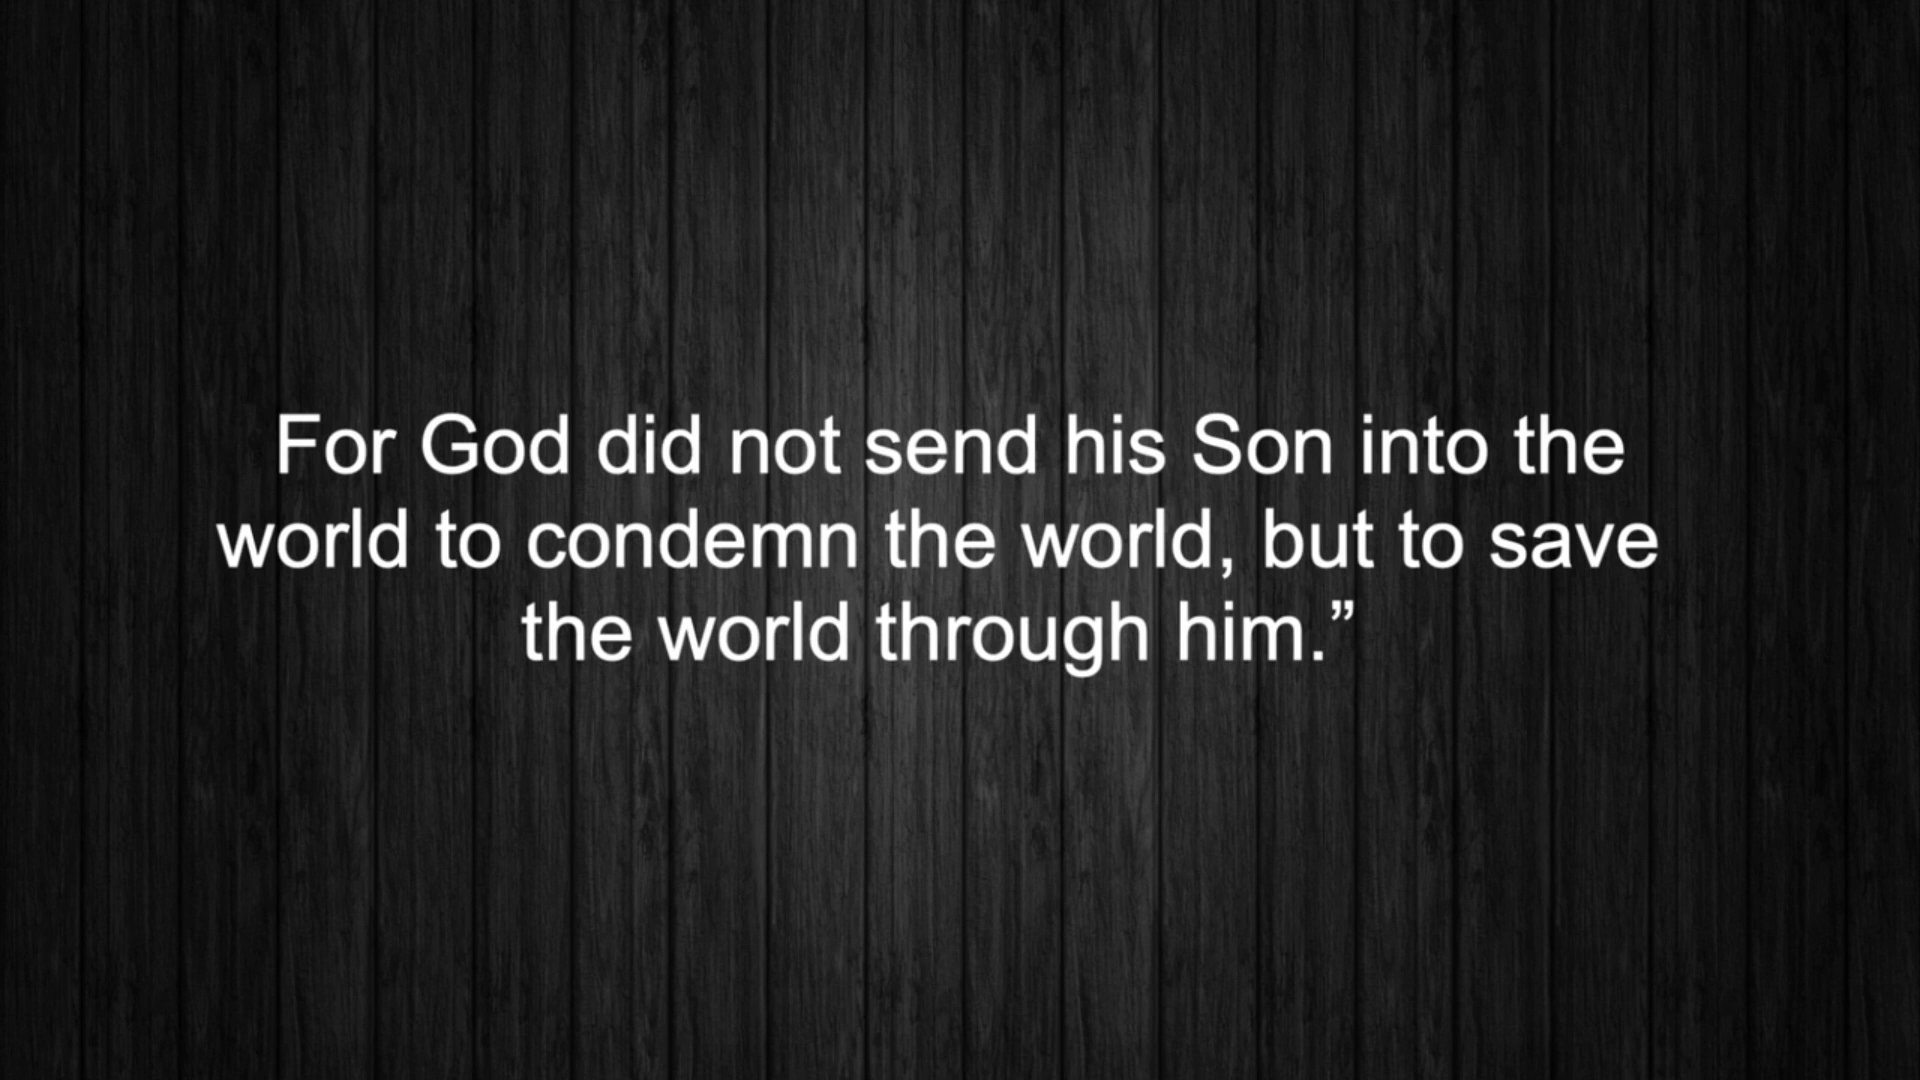 For God did not send his Son into the
world to condemn the world, but to save
the world through him.”